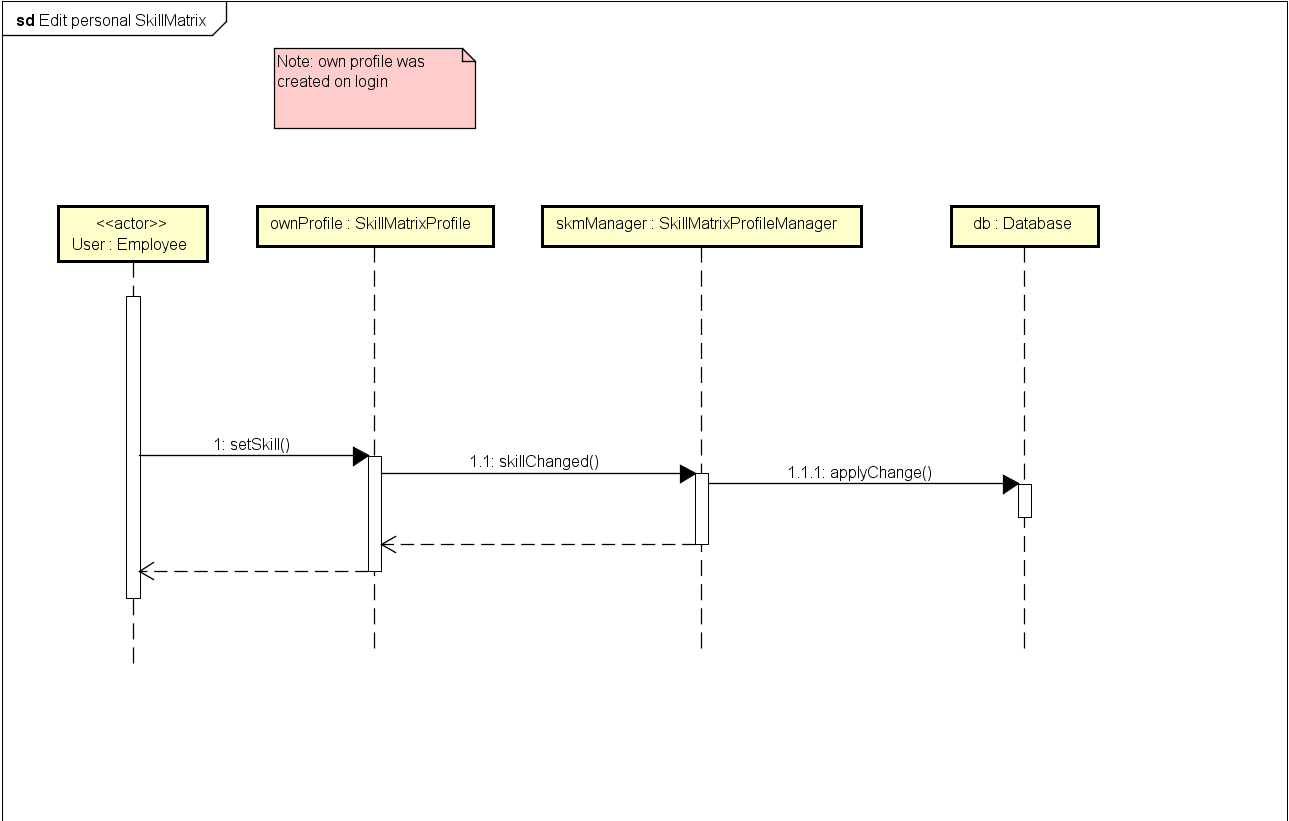 sd Edit personal SkillMatrix
Note: own profile was
created on login
<<actor>>
User : Employee
ownProfile : SkillMatrixProfile
skmManager : SkillMatrixProfileManager
db : Database
1: setSkill()
1.1: skillChanged()
1.1.1: applyChange()